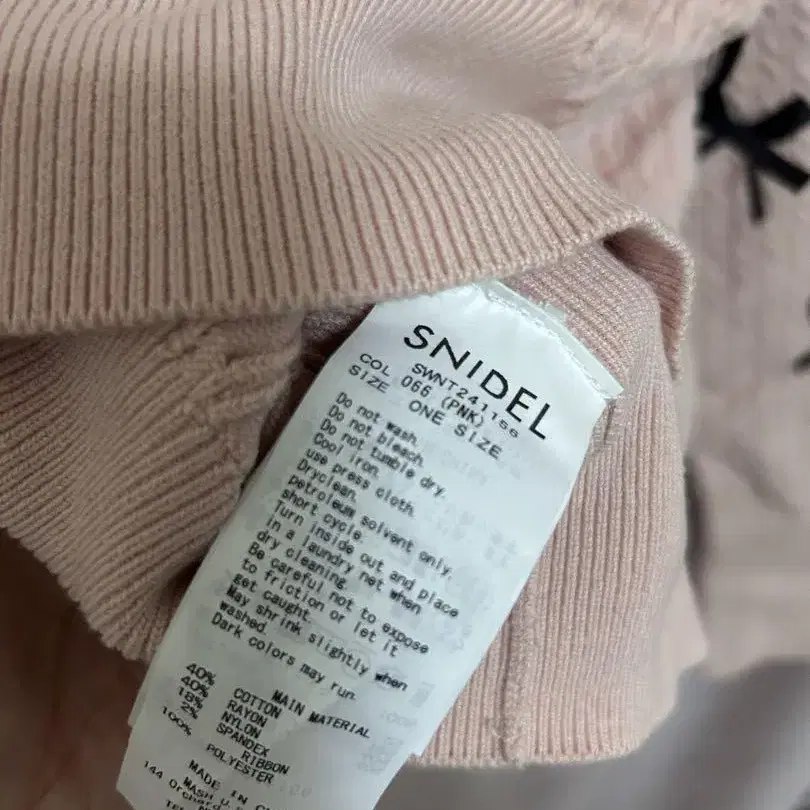 SNIDEL
SWNT241156
COL 066 (PNK)
SIZE ONE SIZE
Do not wash.
Do not bleach.
Do not tumble dry.
Cool iron.
use press cloth.
Dryclean.
petroleum solvent only,
short cycle.
Turn inside out and place
in a laundry net when
dry cleaning.
Be careful not to expose
to friction or let it
get caught.
May shrink slightly when
washed.
Dark colors may run.
MAIN MATERIAL
40% COTTON
40% RAYON
18% NYLON
2% SPANDEX
RIBBON
100% POLYESTER
MADE IN
MASH U.S.
144 Orchard